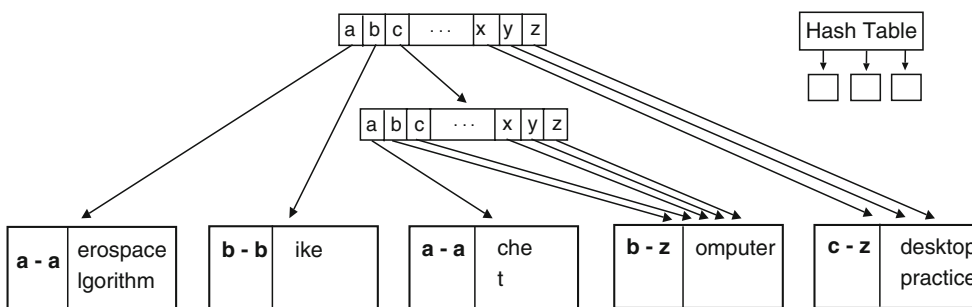 a b c ... x y z
Hash Table
a b c ... x y z
a - a erospace
lgorithm
b - b ike
a - a che
t
b - z omputer
c - z desktop
practice